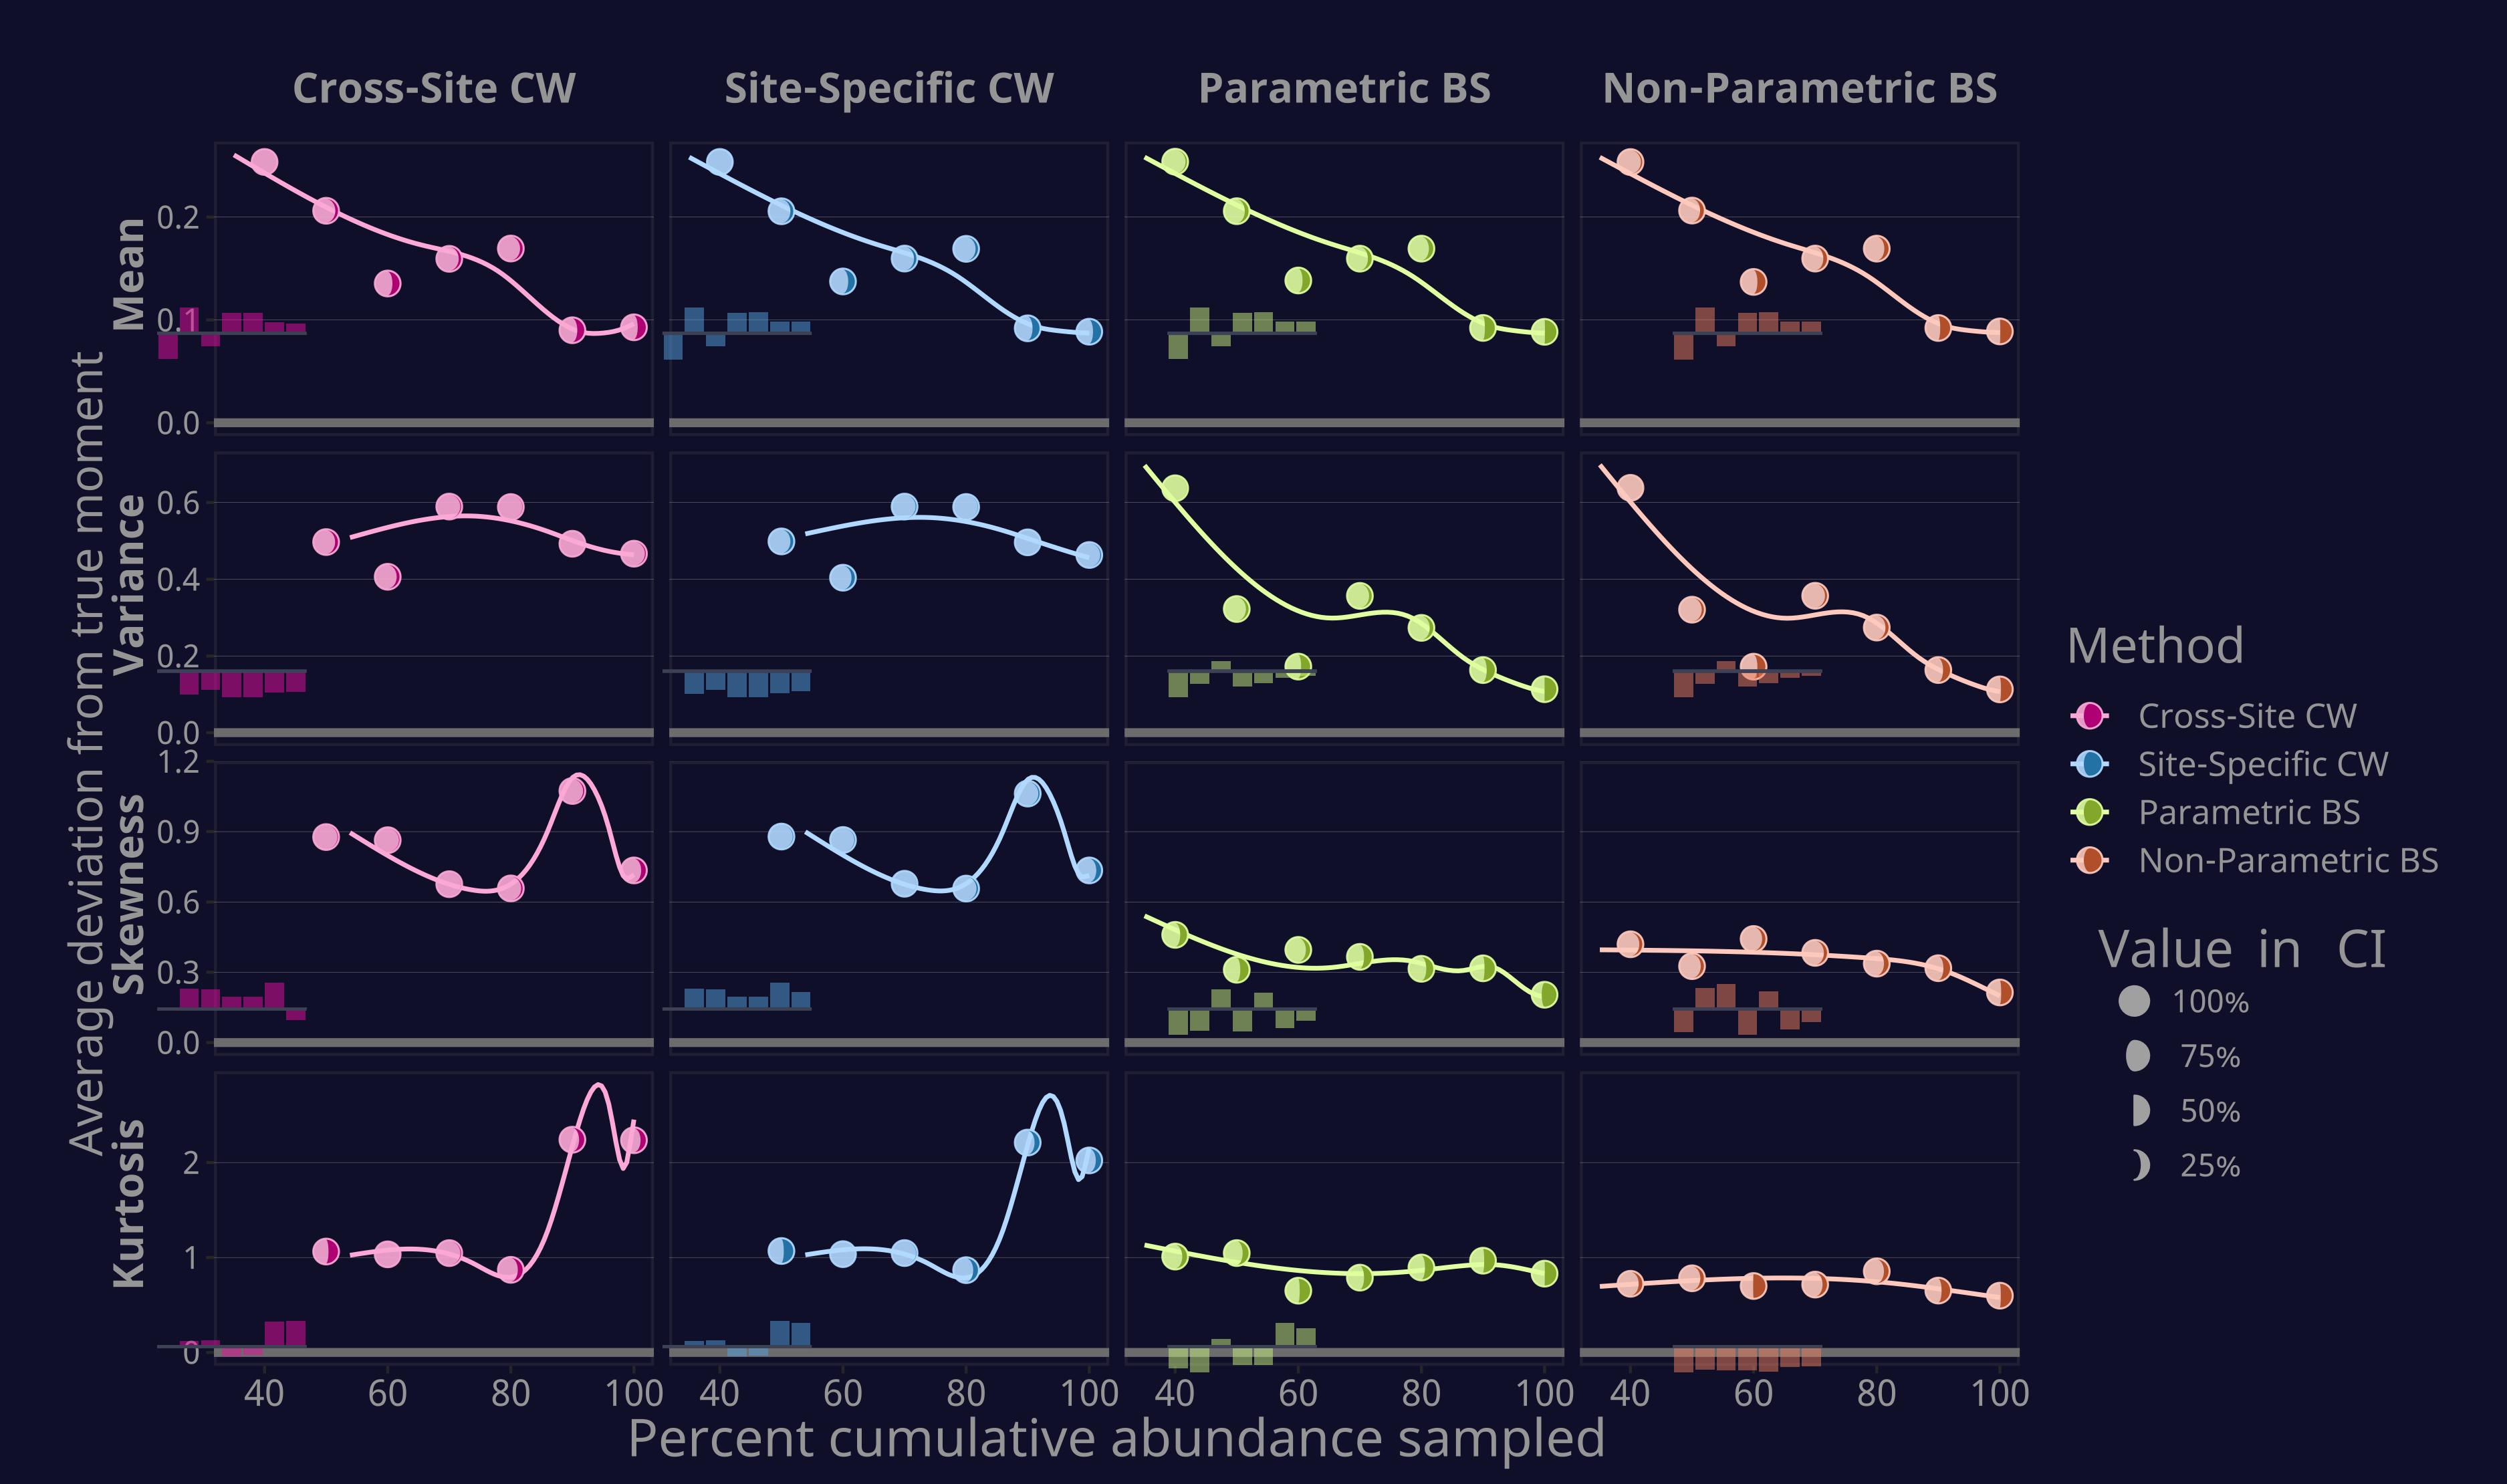 Cross-Site CW
Site-Specific CW
Parametric BS
Non-Parametric BS
Average deviation from true moment
Mean
0.2
0.1
0.0
Variance
0.6
0.4
0.2
0.0
Skewness
1.2
0.9
0.6
0.3
0.0
Kurtosis
2
1
0
40 60 80 100 40 60 80 100 40 60 80 100 40 60 80 100
Percent cumulative abundance sampled
Method
Cross-Site CW
Site-Specific CW
Parametric BS
Non-Parametric BS
Value in CI
100%
75%
50%
25%